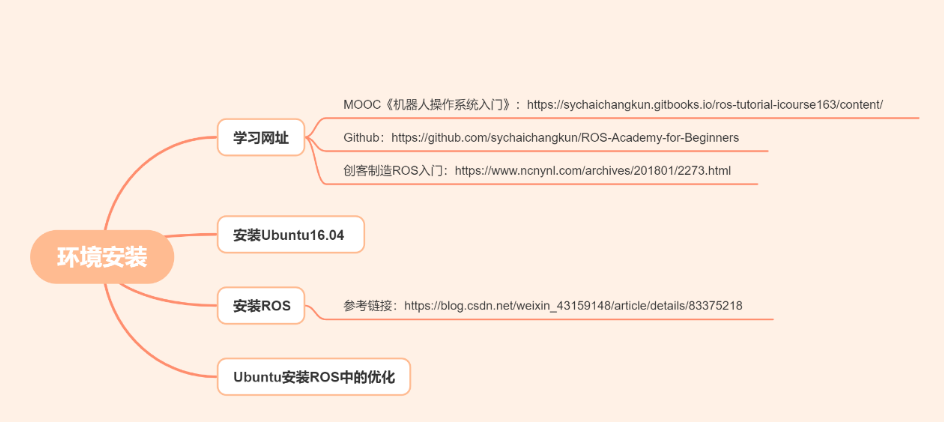 环境安装
学习网址
MOOC《机器人操作系统入门》：https://sychaichangkun.gitbooks.io/ros-tutorial-icourse163/content/
Github：https://github.com/sychaichangkun/ROS-Academy-for-Beginners
创客制造ROS入门：https://www.ncnynl.com/archives/201801/2273.html
安装Ubuntu16.04
安装ROS
参考链接：https://blog.csdn.net/weixin_43159148/article/details/83375218
Ubuntu安装ROS中的优化